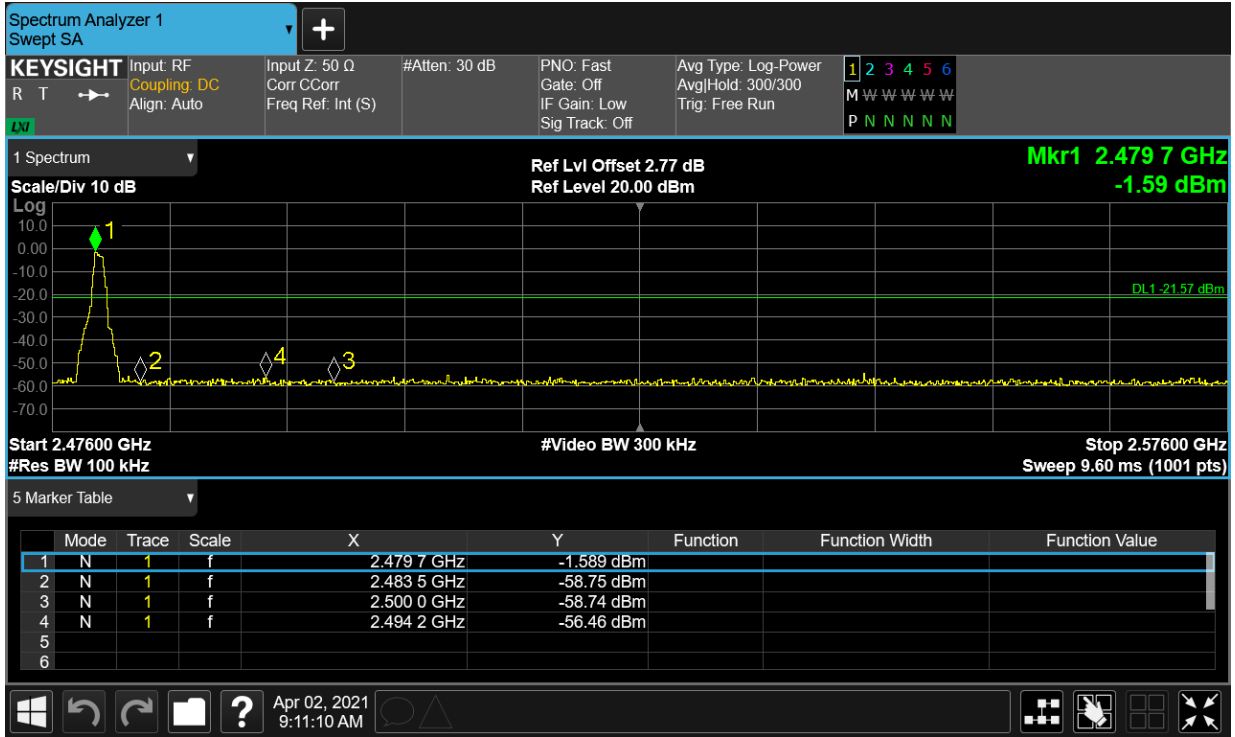 Spectrum Analyzer 1
Swept SA
KEYSIGHT
R T
LXI
Input: RF
Coupling: DC
Align: Auto
Input Z: 50 Ω
Corr CCorr
Freq Ref: Int (S)
#Atten: 30 dB
PNO: Fast
Gate: Off
IF Gain: Low
Sig Track: Off
Avg Type: Log-Power
Avg|Hold: 300/300
Trig: Free Run
1 2 3 4 5 6
M W W W W W
P N N N N N
1 Spectrum
Scale/Div 10 dB
Ref Lvl Offset 2.77 dB
Ref Level 20.00 dBm
Mkr1 2.479 7 GHz
-1.59 dBm
Log
10.0
0.00
-10.0
-20.0
-30.0
-40.0
-50.0
-60.0
-70.0
1
2
4
3
DL1 -21.57 dBm
Start 2.47600 GHz
#Res BW 100 kHz
#Video BW 300 kHz
Stop 2.57600 GHz
Sweep 9.60 ms (1001 pts)
5 Marker Table
Mode Trace Scale X Y Function Function Width Function Value
1 N 1 f 2.479 7 GHz -1.589 dBm
2 N 1 f 2.483 5 GHz -58.75 dBm
3 N 1 f 2.500 0 GHz -58.74 dBm
4 N 1 f 2.494 2 GHz -56.46 dBm
5
6
?
Apr 02, 2021
9:11:10 AM